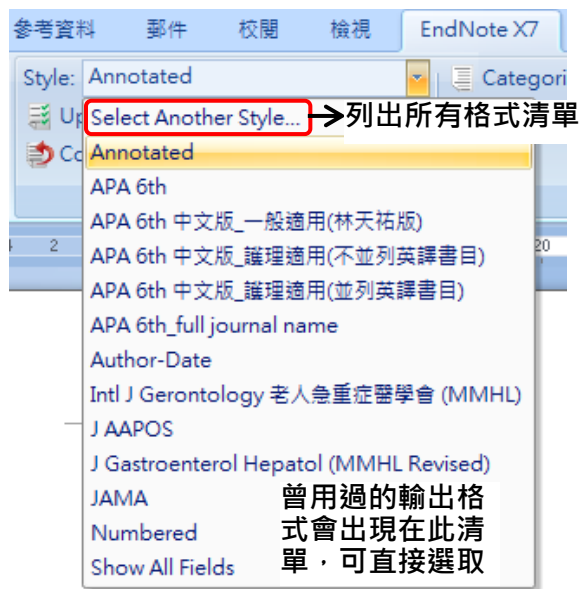 參考資料 郵件 校閱 檢視 EndNote X7
Style: Annotated Categori
Up Select Another Style... 列出所有格式清單
Co Annotated
APA 6th
APA 6th 中文版_一般適用(林天祐版)
2 APA 6th 中文版_護理適用(不並列英譯書目) 20
APA 6th 中文版_護理適用(並列英譯書目)
APA 6th_full journal name
Author-Date
Intl J Gerontology 老人急重症醫學會 (MMHL)
J AAPOS
J Gastroenterol Hepatol (MMHL Revised)
JAMA 曾用過的輸出格
Numbered 式會出現在此清
Show All Fields 單，可直接選取